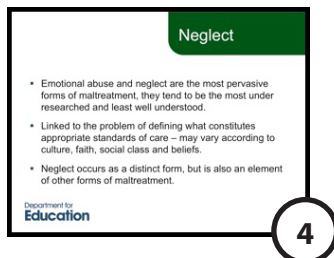 Neglect
• Emotional abuse and neglect are the most pervasive
forms of maltreatment, they tend to be the most under
researched and least well understood.
• Linked to the problem of defining what constitutes
appropriate standards of care – may vary according to
culture, faith, social class and beliefs.
• Neglect occurs as a distinct form, but is also an element
of other forms of maltreatment.
Department for
Education
4